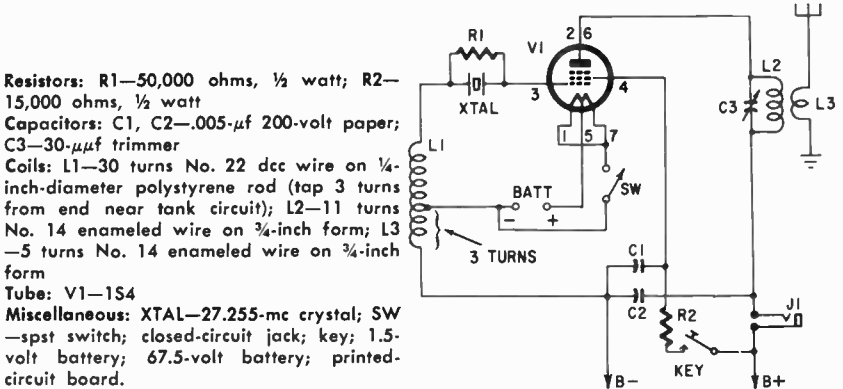 Resistors: R1—50,000 ohms, ½ watt; R2—
15,000 ohms, ½ watt
Capacitors: C1, C2—.005-μf 200-volt paper;
C3—30-μμf trimmer
Coils: L1—30 turns No. 22 dcc wire on ¼-
inch-diameter polystyrene rod (tap 3 turns
from end near tank circuit); L2—11 turns
No. 14 enameled wire on ¾-inch form; L3
—5 turns No. 14 enameled wire on ¾-inch
form
Tube: V1—1S4
Miscellaneous: XTAL—27.255-mc crystal; SW
—spst switch; closed-circuit jack; key; 1.5-
volt battery; 67.5-volt battery; printed-
circuit board.
R1
V1
2 6
XTAL
3
4
L2
C3
L3
1 5 7
L1
BATT
SW
- +
3 TURNS
C1
C2
R2
J1
KEY
B-
B+